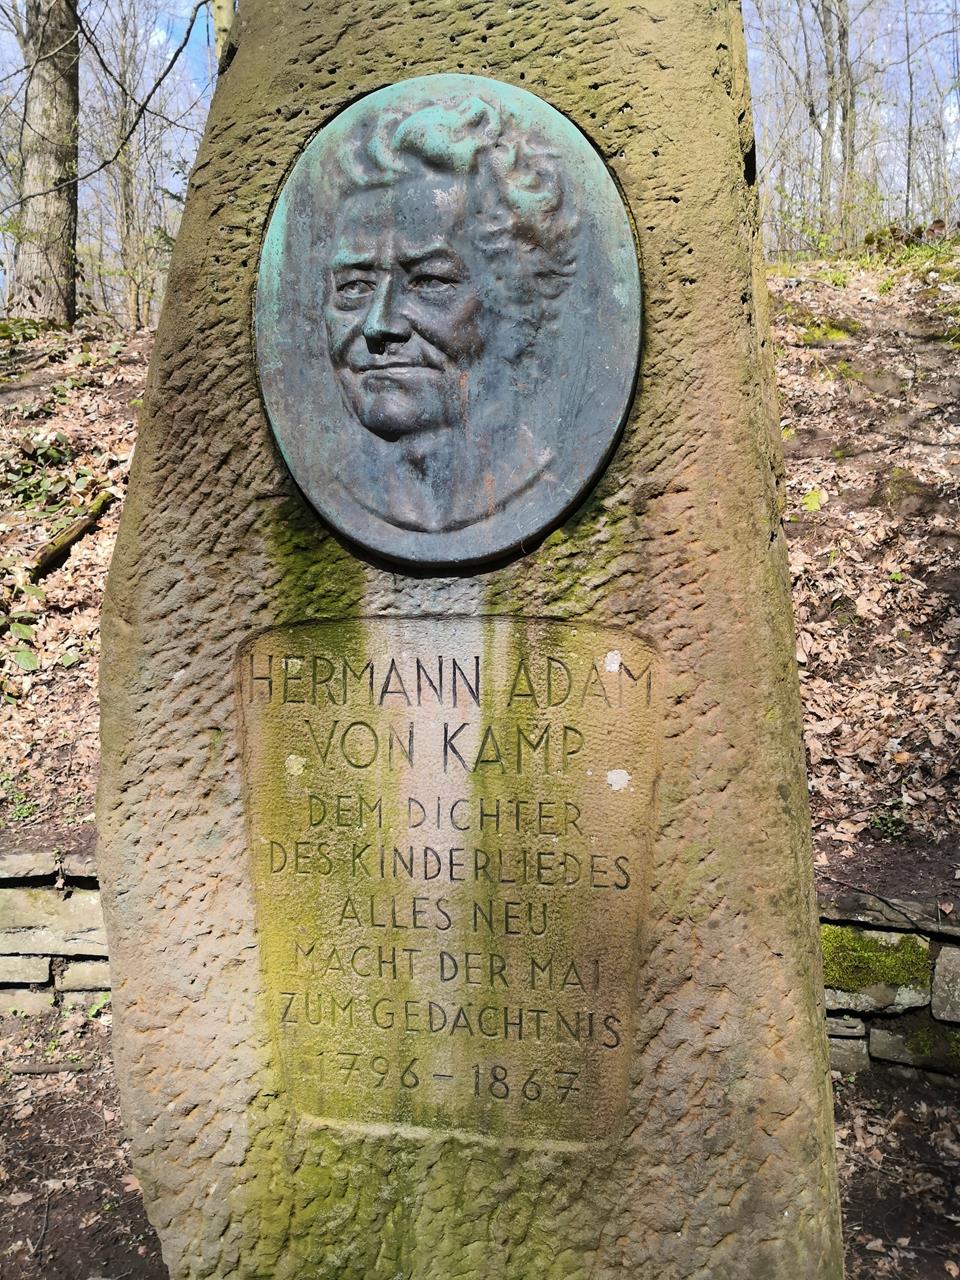 HERMANN ADAM
VON KAMP
DEM DICHTER
DES KINDERLIEDES
ALLES NEU
MACHT DER MAI
ZUM GEDÄCHTNIS
1796 – 1867